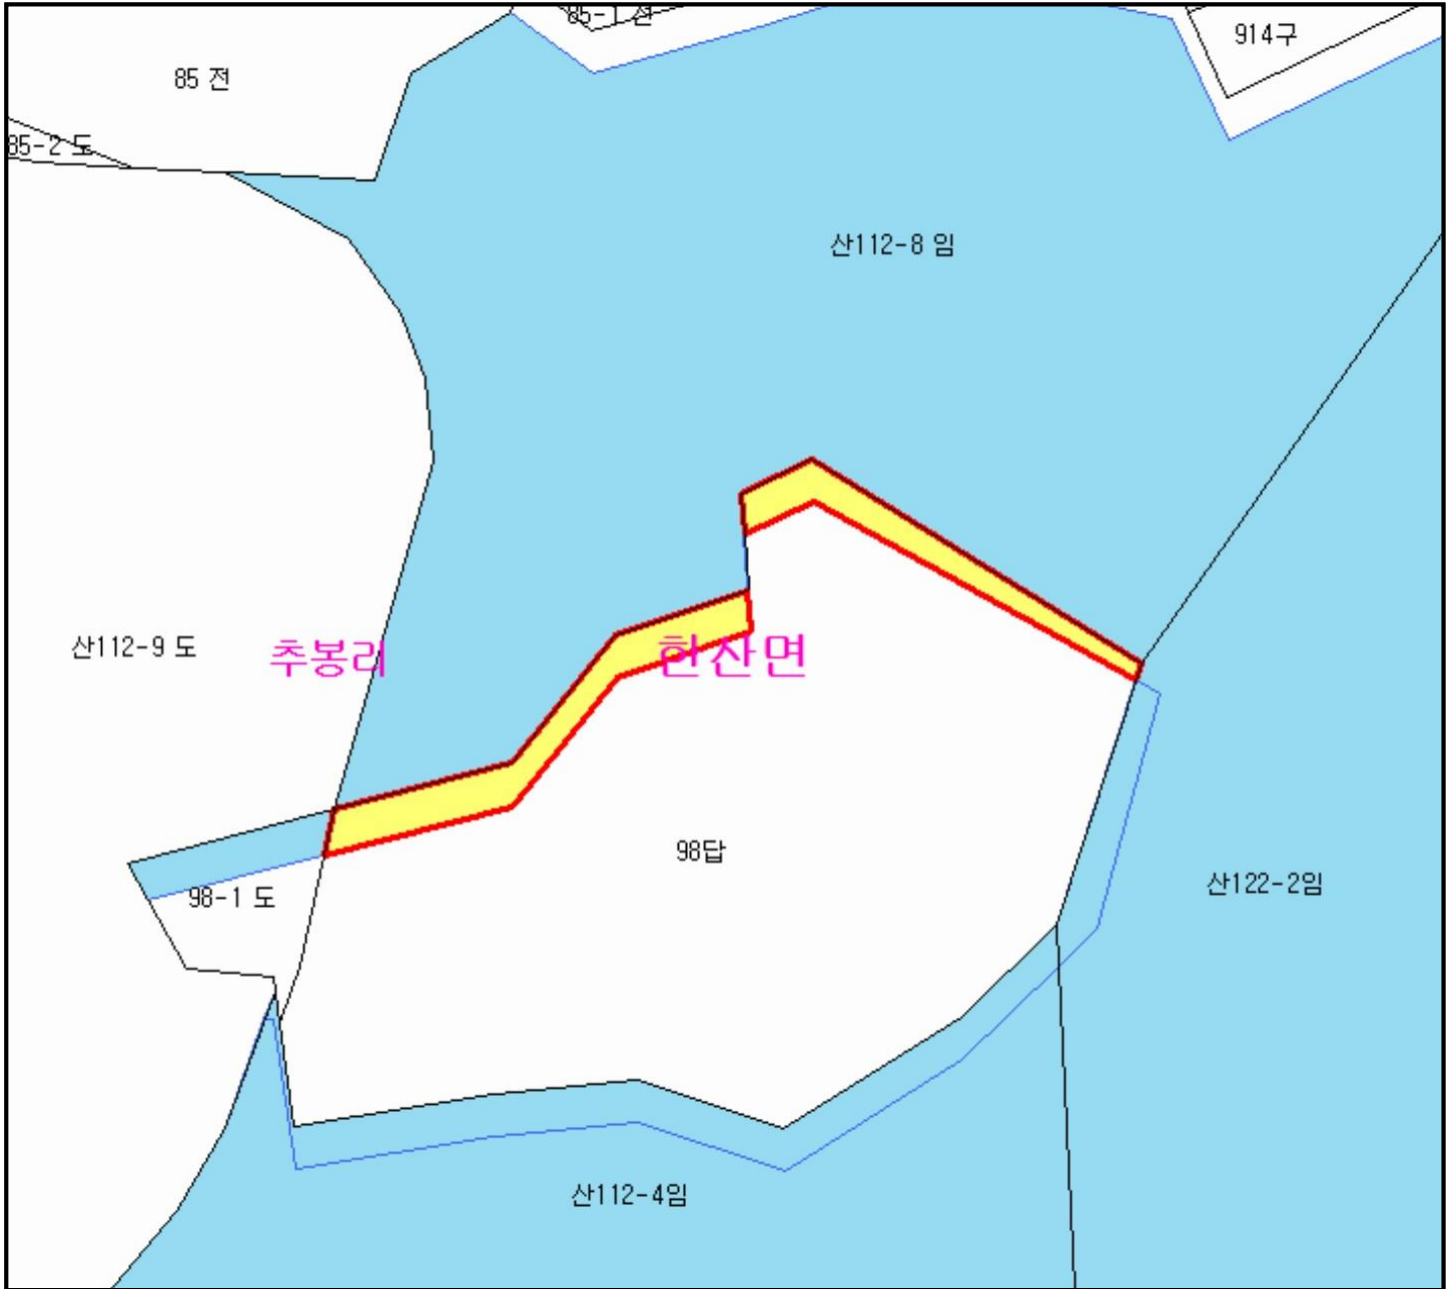 914구
85 전
85-2 도
산112-8 임
산112-9 도
추봉리
한산면
98답
산122-2임
98-1 도
산112-4임